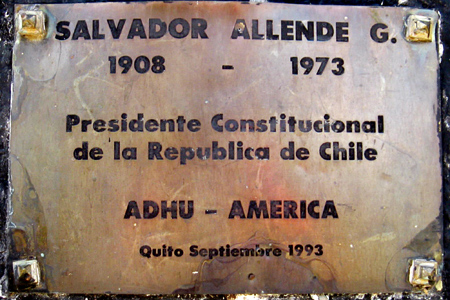 SALVADOR ALLENDE G.
1908 - 1973
Presidente Constitucional
de la Republica de Chile
ADHU - AMERICA
Quito Septiembre 1993